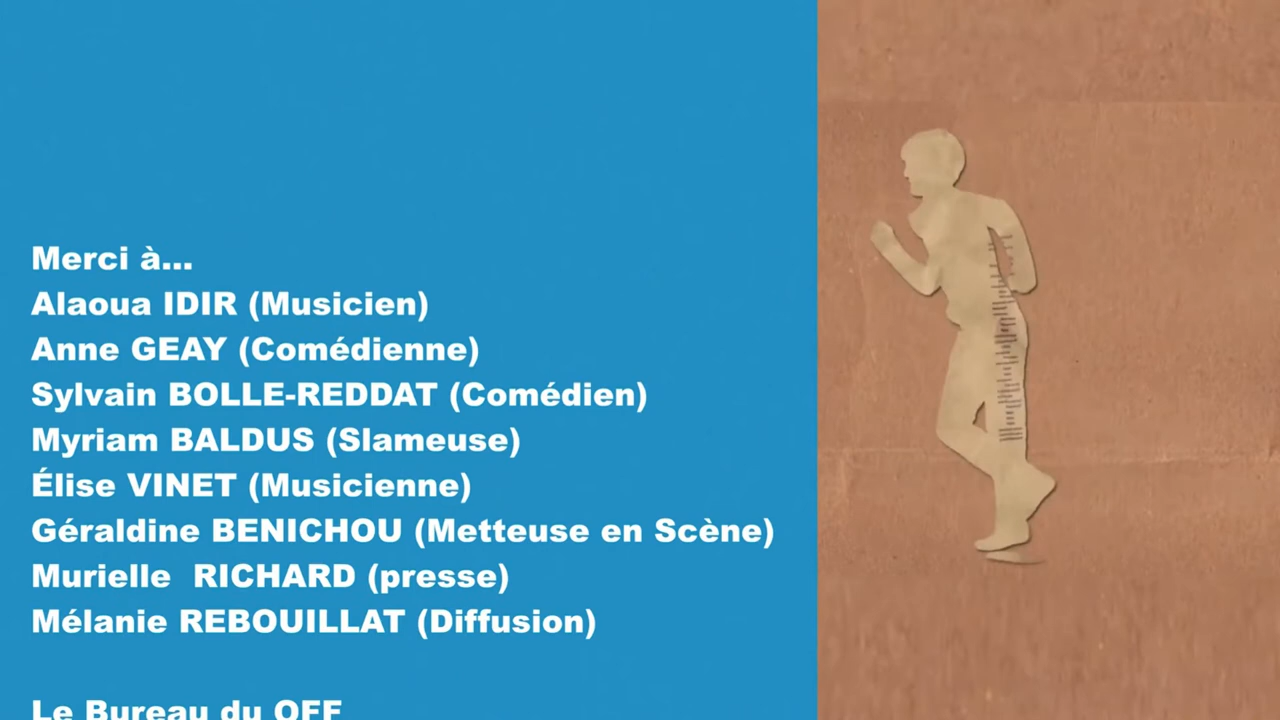 Merci à...
Alaoua IDIR (Musicien)
Anne GEAY (Comédienne)
Sylvain BOLLE-REDDAT (Comédien)
Myriam BALDUS (Slameuse)
Élise VINET (Musicienne)
Géraldine BENICHOU (Metteuse en Scène)
Murielle  RICHARD (presse)
Mélanie REBOUILLAT (Diffusion)
Le Bureau du OFF